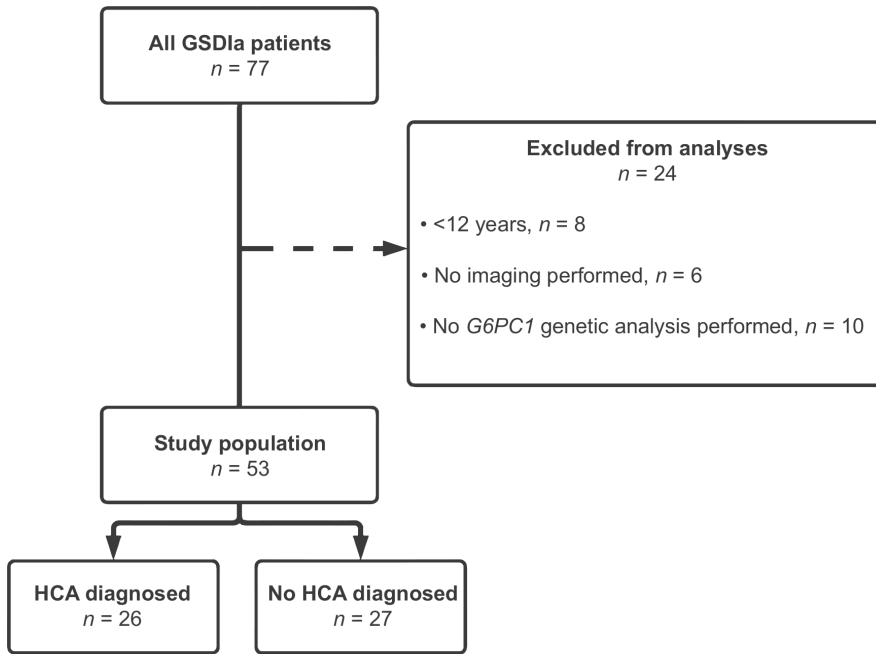 All GSDIa patients
n = 77
Excluded from analyses
n = 24
• <12 years, n = 8
• No imaging performed, n = 6
• No G6PC1 genetic analysis performed, n = 10
Study population
n = 53
HCA diagnosed
n = 26
No HCA diagnosed
n = 27